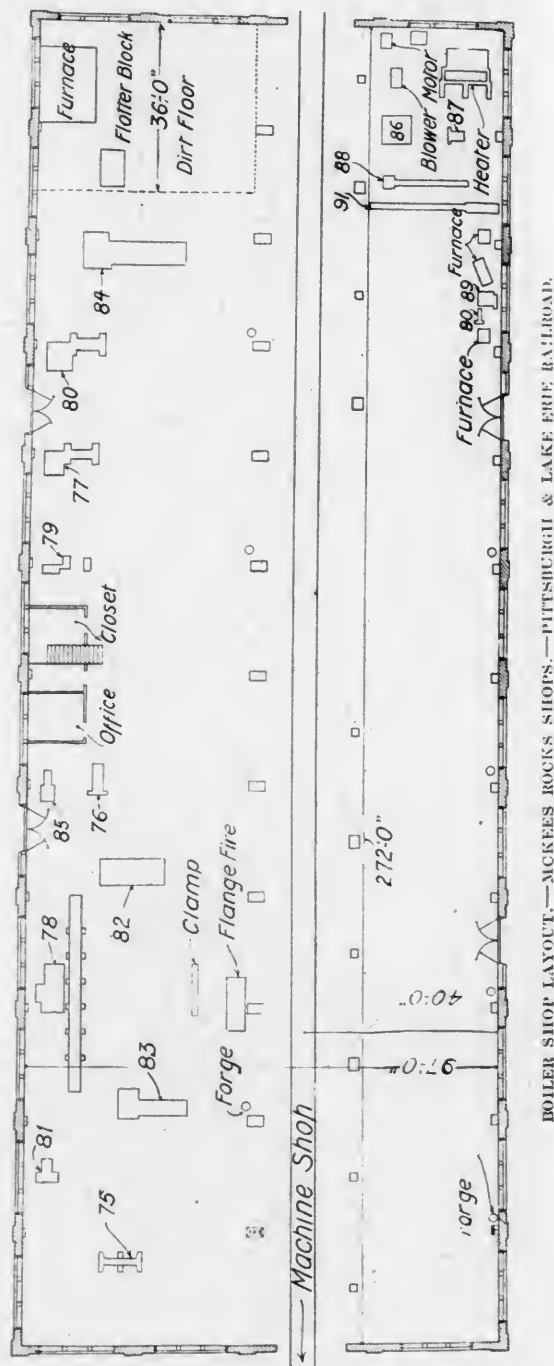 Furnace
Flatter Block
36'-0"
Dirt Floor
84
80
77
79
Closet
Office
85
76
78
82
Clamp
Flange Fire
83
Forge
81
75
Machine Shop
88
91
86
Blower Motor
87
Heater
Furnace
80
89
Furnace
272'-0"
40'-0"
97'-0"
Forge
BOILER SHOP LAYOUT.—MCKEES ROCKS SHOPS.—PITTSBURGH & LAKE ERIE RAILROAD.